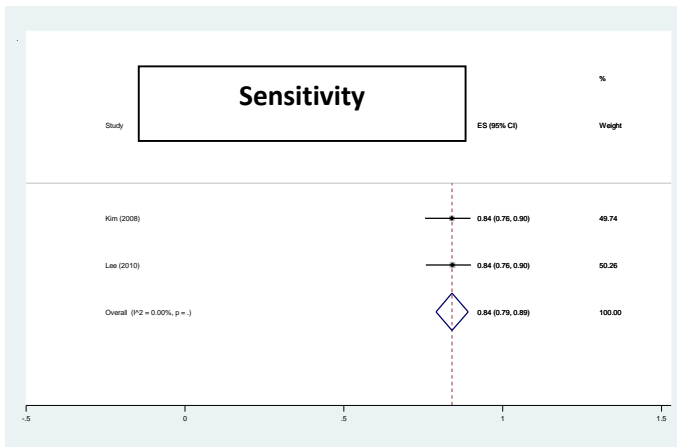 Sensitivity
%
Study ES (95% CI) Weight
Kim (2008) 0.84 (0.76, 0.90) 49.74
Lee (2010) 0.84 (0.76, 0.90) 50.26
Overall (I^2 = 0.00%, p = .) 0.84 (0.79, 0.89) 100.00
-.5 0 .5 1 1.5